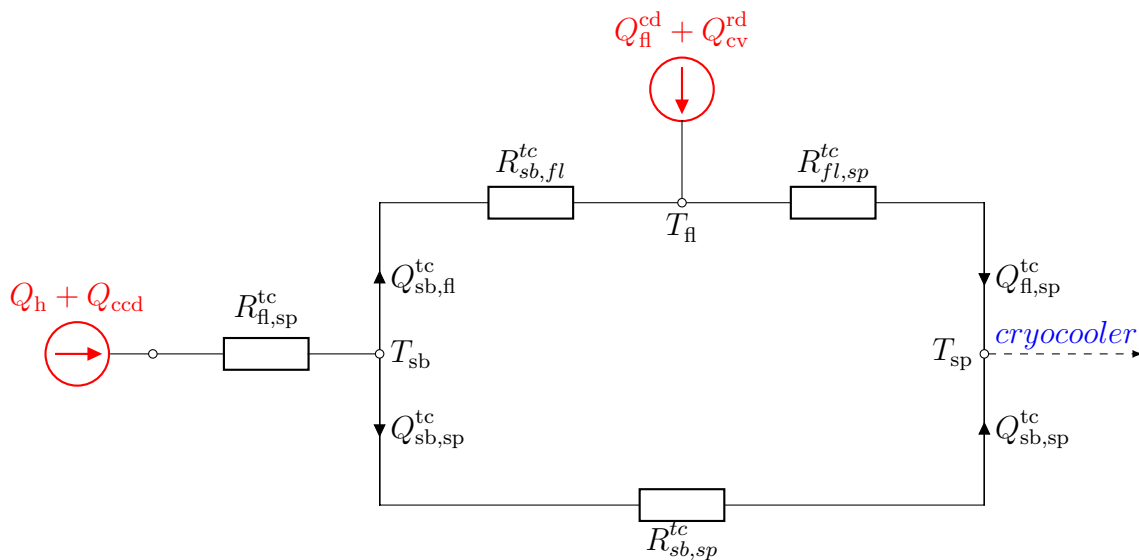 Q_fl^cd + Q_cv^rd
R_sb,fl^tc
R_fl,sp^tc
T_fl
Q_sb,fl^tc
Q_fl,sp^tc
Q_h + Q_ccd
R_fl,sp^tc
T_sb
T_sp
cryocooler
Q_sb,sp^tc
Q_sb,sp^tc
R_sb,sp^tc